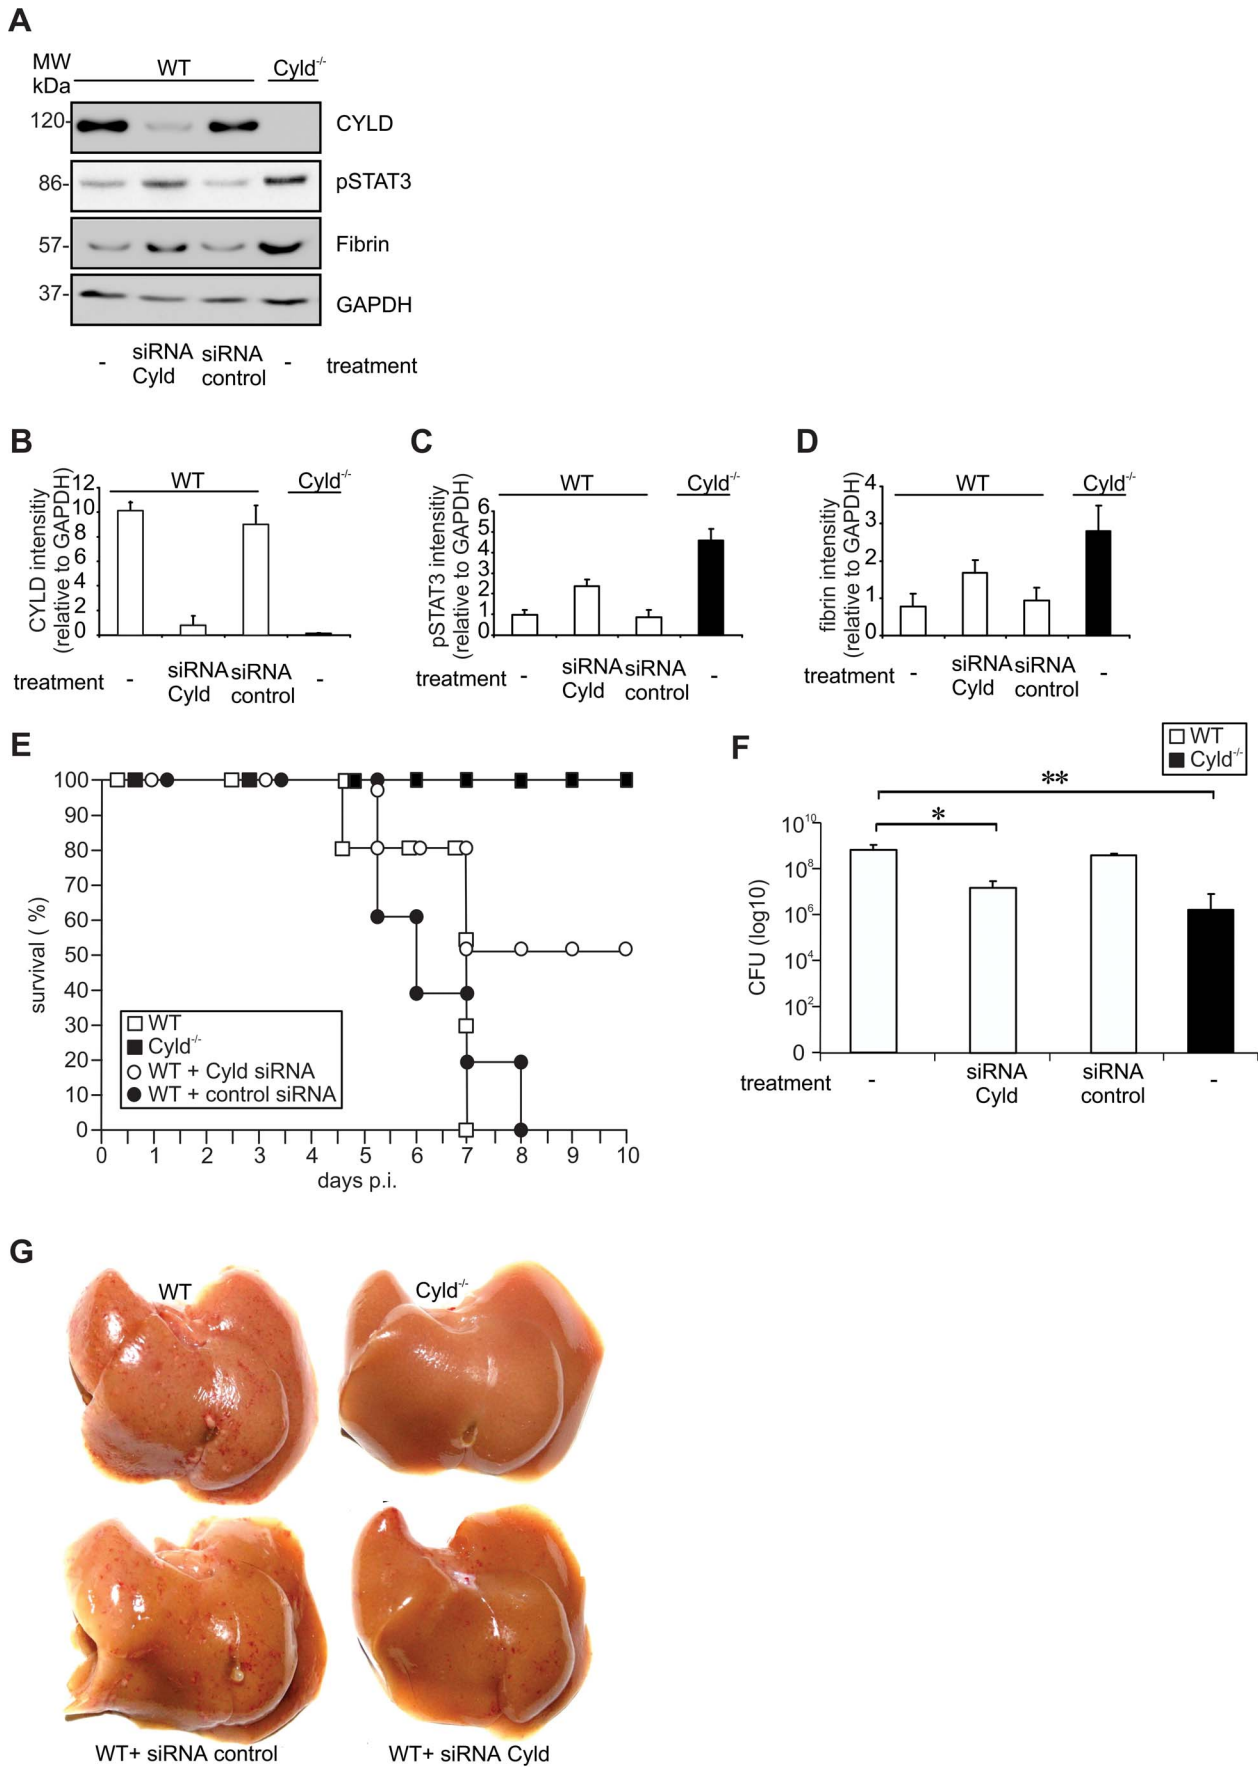 A
MW
kDa
WT
Cyld-/-
120-
CYLD
86-
pSTAT3
57-
Fibrin
37-
GAPDH
- siRNA Cyld siRNA control - treatment
B
CYLD intensitiy
(relative to GAPDH)
WT
Cyld-/-
12
10
8
6
4
2
0
treatment - siRNA Cyld siRNA control -
C
pSTAT3 intensitiy
(relative to GAPDH)
WT
Cyld-/-
6
5
4
3
2
1
0
treatment - siRNA Cyld siRNA control -
D
fibrin intensitiy
(relative to GAPDH)
WT
Cyld-/-
4
3
2
1
0
treatment - siRNA Cyld siRNA control -
E
survival ( %)
100
90
80
70
60
50
40
30
20
10
0
WT
Cyld-/-
WT + Cyld siRNA
WT + control siRNA
0 1 2 3 4 5 6 7 8 9 10
days p.i.
F
WT
Cyld-/-
**
*
CFU (log10)
10^10
10^8
10^6
10^4
10^2
0
treatment - siRNA Cyld siRNA control -
G
WT
Cyld-/-
WT+ siRNA control
WT+ siRNA Cyld